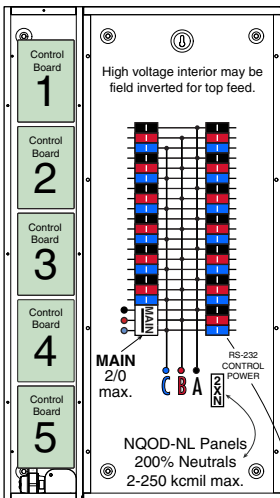 Control
Board
1
Control
Board
2
Control
Board
3
Control
Board
4
Control
Board
5
High voltage interior may be
field inverted for top feed.
MAIN
MAIN
2/0
max.
C B A
RS-232
CONTROL
POWER
2XN
NQOD-NL Panels
200% Neutrals
2-250 kcmil max.